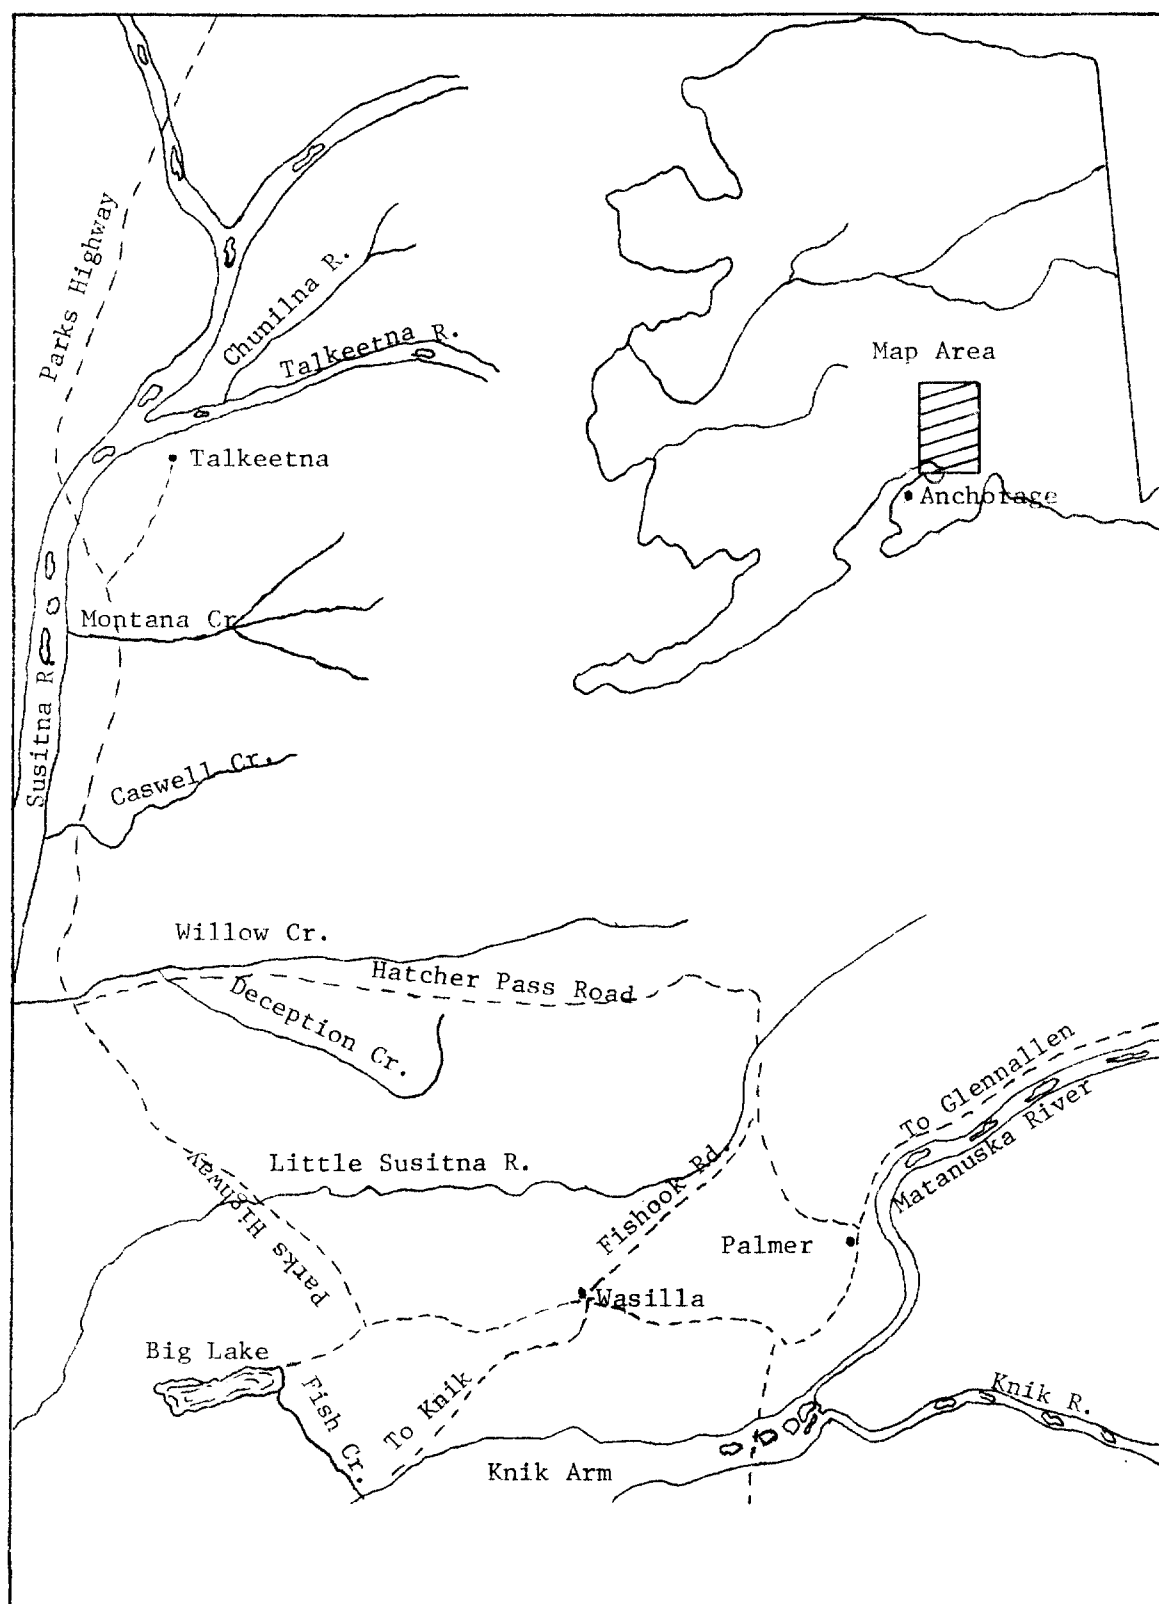 Parks Highway
Chunilna R.
Talkeetna R.
Map Area
Talkeetna
Anchorage
Montana Cr
Susitna R.
Caswell Cr.
Willow Cr.
Hatcher Pass Road
Deception Cr.
To Glennallen
Matanuska River
Little Susitna R.
Parks Highway
Fishook Rd.
Palmer
Wasilla
Big Lake
Fish Cr.
To Knik
Knik R.
Knik Arm